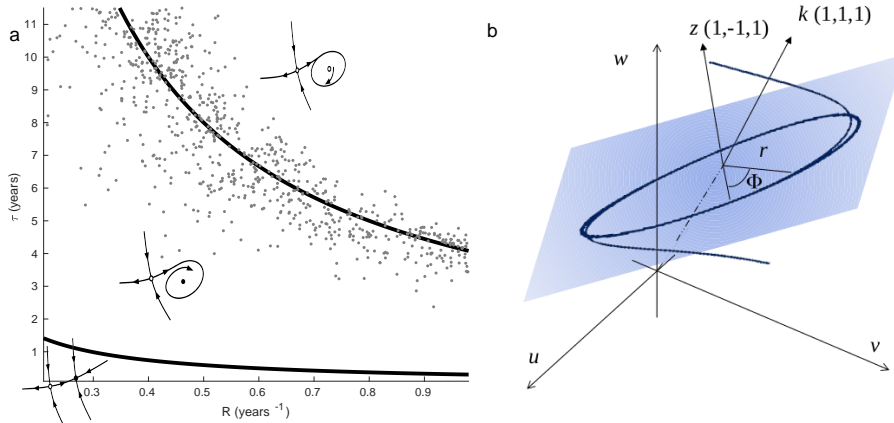 a
τ (years)
11
10
9
8
7
6
5
4
3
2
1
0.3 0.4 0.5 0.6 0.7 0.8 0.9
R (years -1)
b
w
z (1,-1,1)
k (1,1,1)
r
Φ
u
v